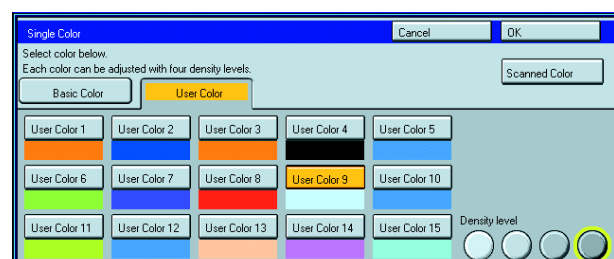 Single Color Cancel OK
Select color below.
Each color can be adjusted with four density levels.
Scanned Color
Basic Color User Color
User Color 1 User Color 2 User Color 3 User Color 4 User Color 5
User Color 6 User Color 7 User Color 8 User Color 9 User Color 10
Density level
User Color 11 User Color 12 User Color 13 User Color 14 User Color 15